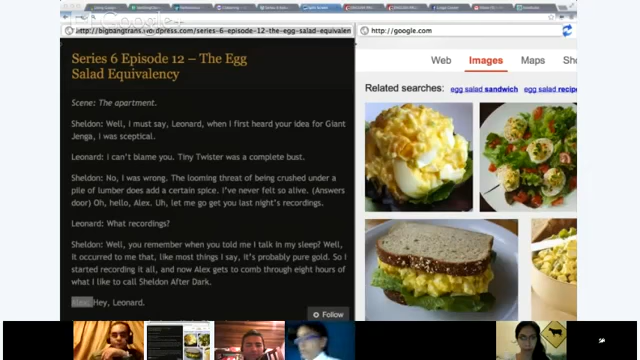 http://bigbangtrans.wordpress.com/series-6-episode-12-the-egg-salad-equivalen
http://google.com
Series 6 Episode 12 – The Egg
Salad Equivalency
Scene: The apartment.
Sheldon: Well, I must say, Leonard, when I first heard your idea for Giant
Jenga, I was sceptical.
Leonard: I can't blame you. Tiny Twister was a complete bust.
Sheldon: No, I was wrong. The looming threat of being crushed under a
pile of lumber does add a certain spice. I've never felt so alive. (Answers
door) Oh, hello, Alex. Uh, let me go get you last night's recordings.
Leonard: What recordings?
Sheldon: Well, you remember when you told me I talk in my sleep? Well,
it occurred to me that, like most things I say, it's probably pure gold. So I
started recording it all, and now Alex gets to comb through eight hours of
what I like to call Sheldon After Dark.
Alex: Hey, Leonard.
Follow
Web Images Maps Sho
Related searches: egg salad sandwich egg salad recipe